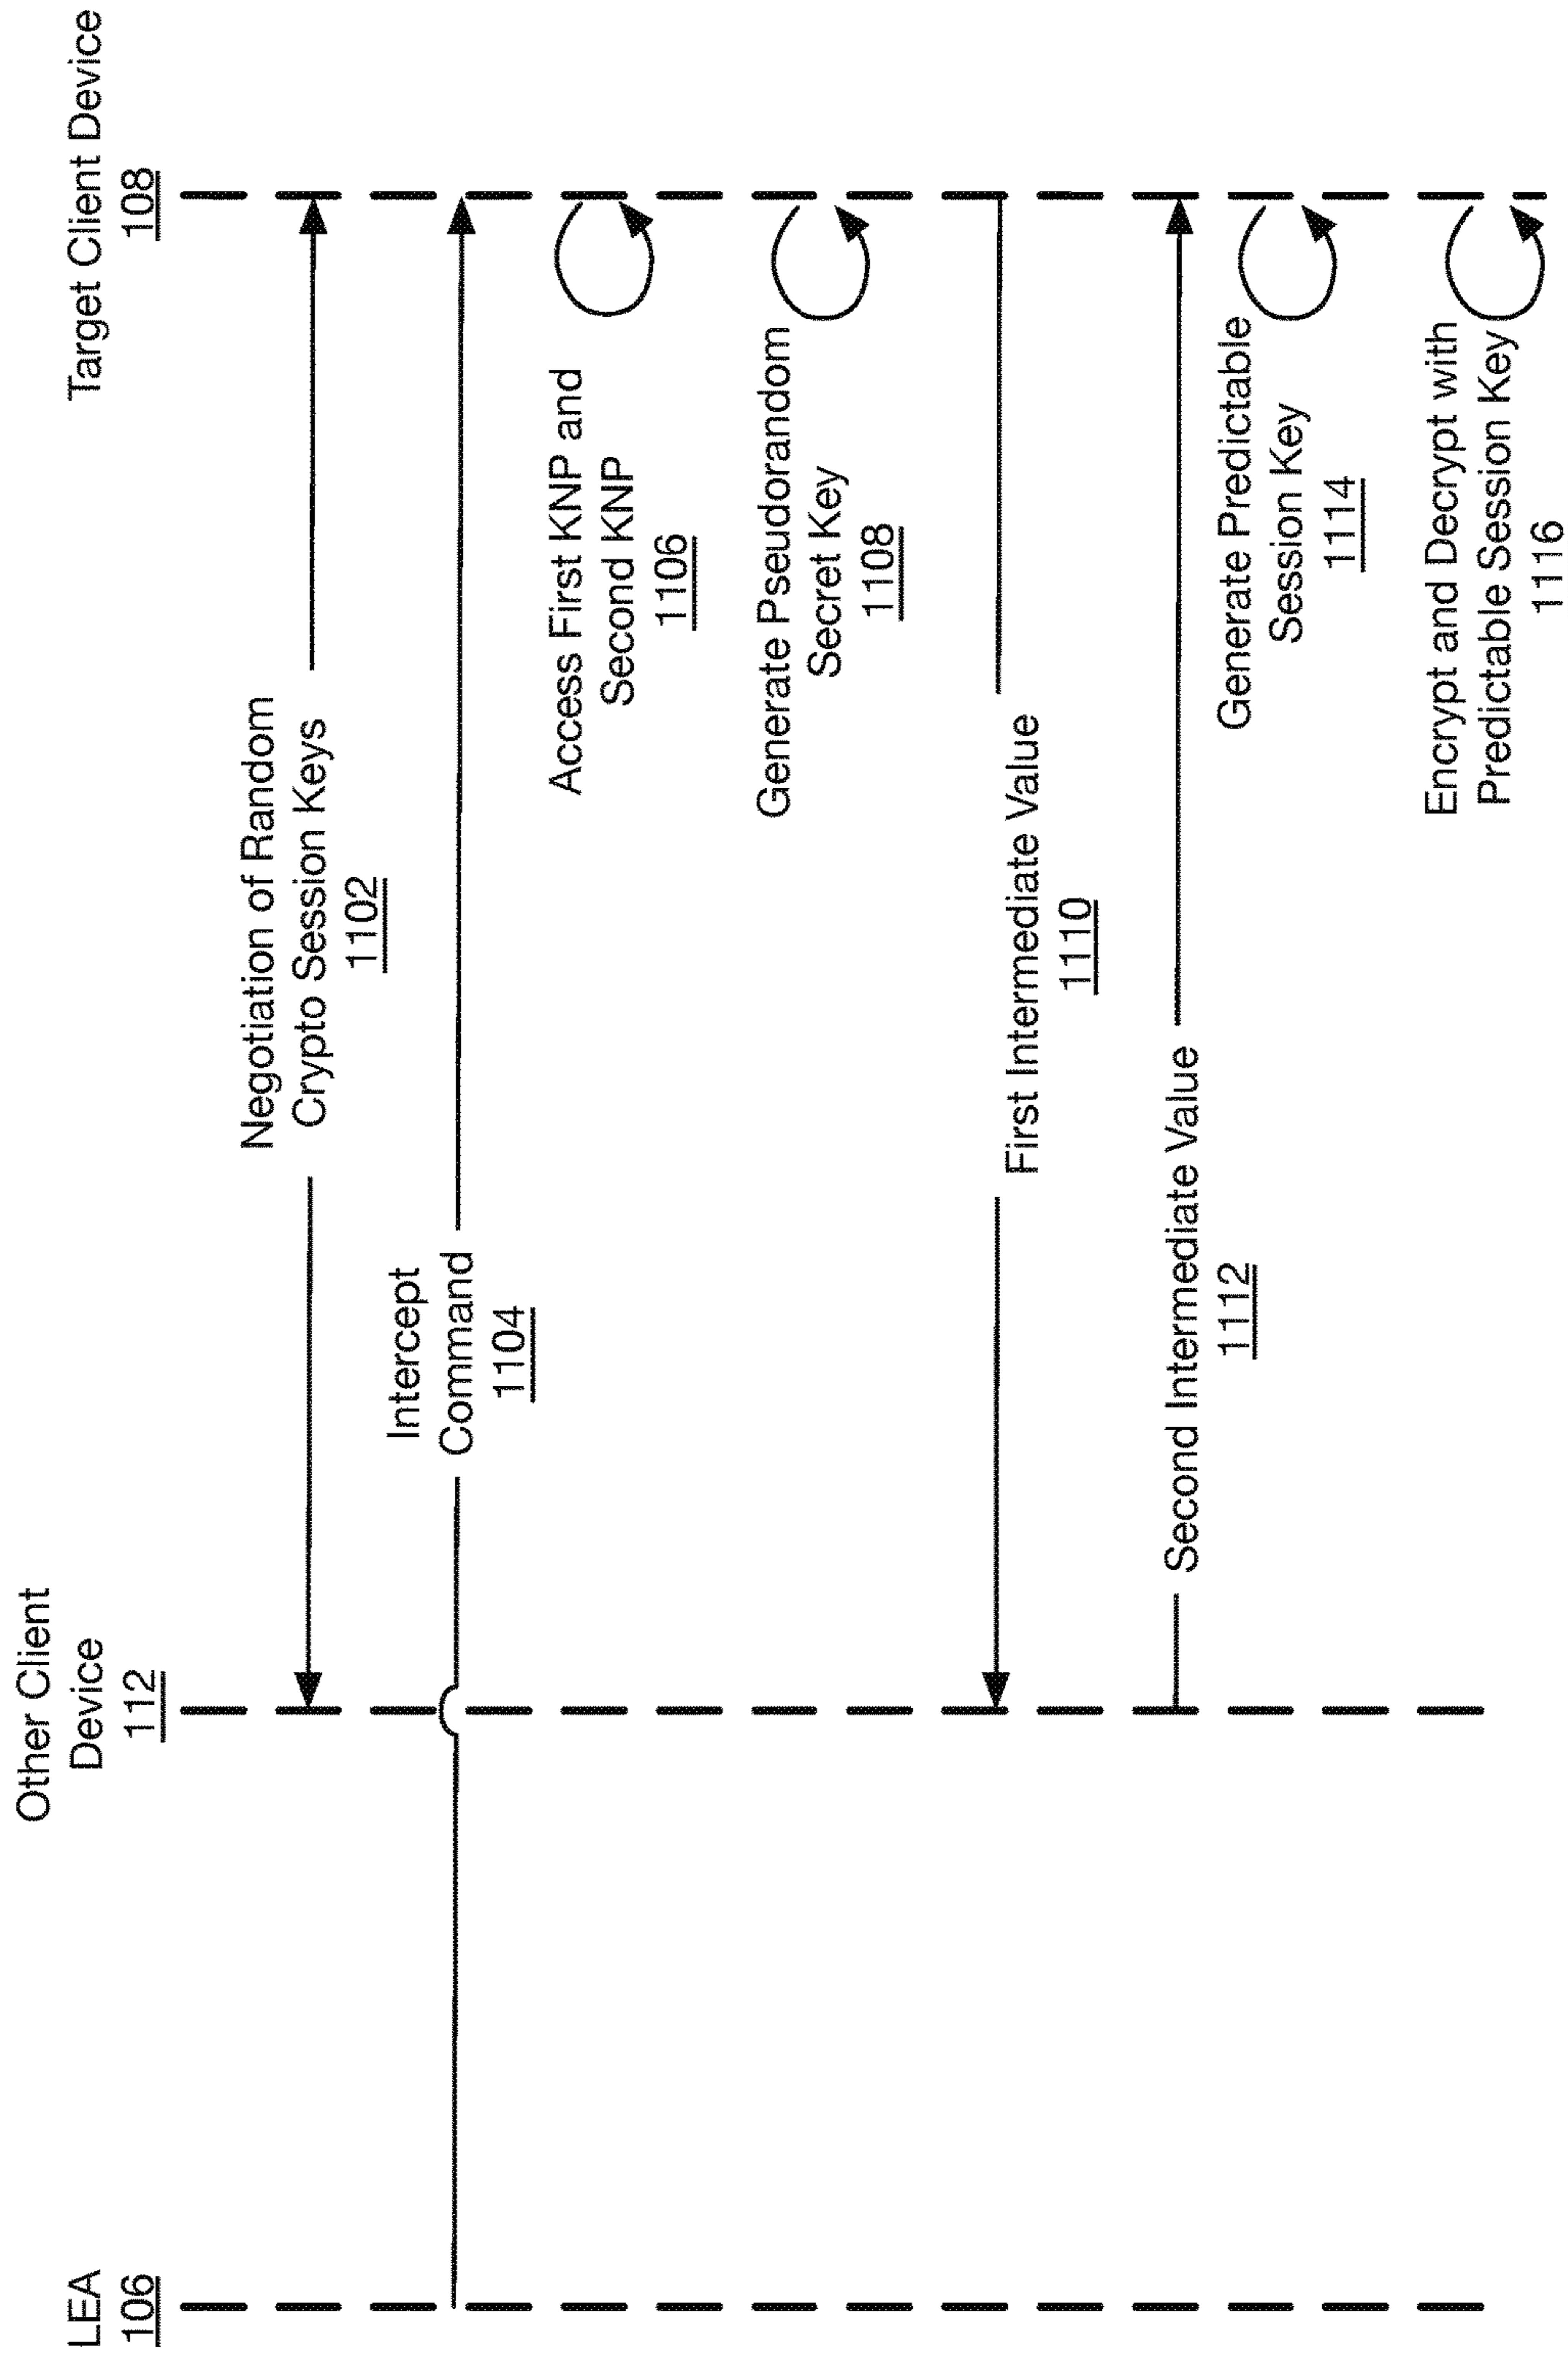 LEA
106
Other Client
Device
112
Target Client Device
108
Negotiation of Random
Crypto Session Keys
1102
Intercept
Command
1104
Access First KNP and
Second KNP
1106
Generate Pseudorandom
Secret Key
1108
First Intermediate Value
1110
Second Intermediate Value
1112
Generate Predictable
Session Key
1114
Encrypt and Decrypt with
Predictable Session Key
1116